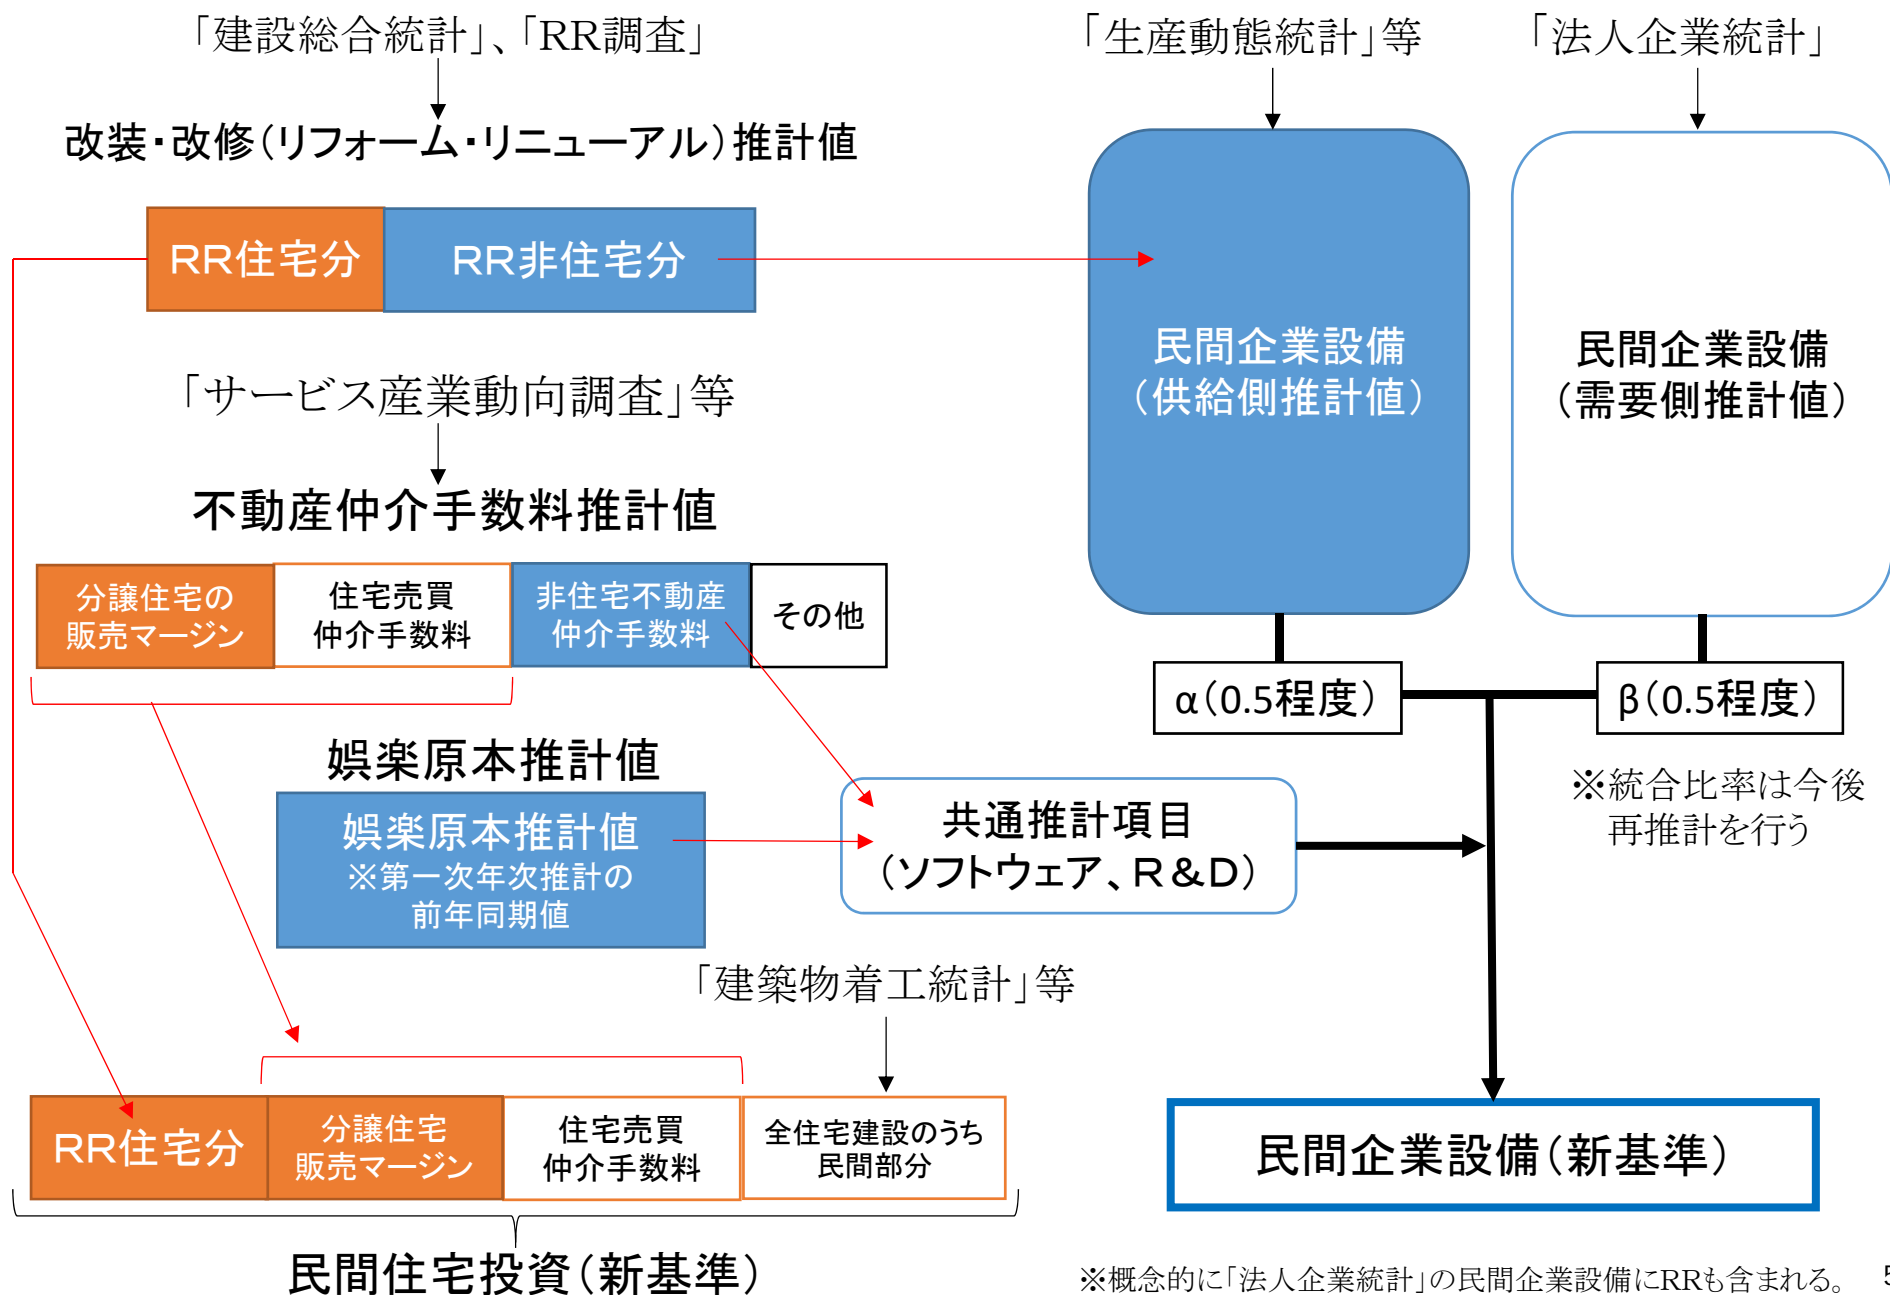 「建設総合統計」、「RR調査」
「生産動態統計」等
「法人企業統計」
改装・改修（リフォーム・リニューアル）推計値
RR住宅分
RR非住宅分
民間企業設備
（供給側推計値）
民間企業設備
（需要側推計値）
「サービス産業動向調査」等
不動産仲介手数料推計値
分譲住宅の
販売マージン
住宅売買
仲介手数料
非住宅不動産
仲介手数料
その他
α（0.5程度）
β（0.5程度）
※統合比率は今後
再推計を行う
娯楽原本推計値
娯楽原本推計値
※第一次年次推計の
前年同期値
共通推計項目
（ソフトウェア、R＆D）
「建築物着工統計」等
RR住宅分
分譲住宅
販売マージン
住宅売買
仲介手数料
全住宅建設のうち
民間部分
民間企業設備（新基準）
民間住宅投資（新基準）
※概念的に「法人企業統計」の民間企業設備にRRも含まれる。
5